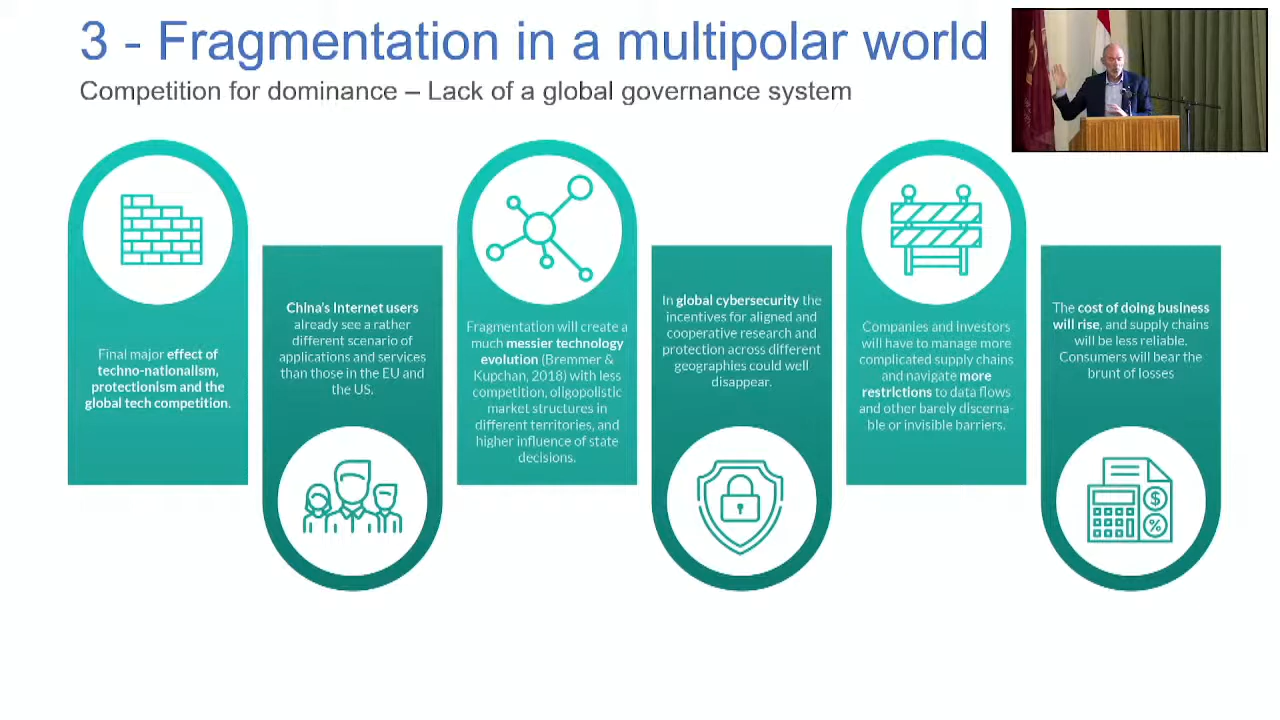 3 - Fragmentation in a multipolar world
Competition for dominance – Lack of a global governance system
Final major effect of
techno-nationalism,
protectionism and the
global tech competition.
China's Internet users
already see a rather
different scenario of
applications and services
than those in the EU and
the US.
Fragmentation will create a
much messier technology
evolution (Bremmer &
Kupchan, 2018) with less
competition, oligopolistic
market structures in
different territories, and
higher influence of state
decisions.
In global cybersecurity the
incentives for aligned and
cooperative research and
protection across different
geographies could well
disappear.
Companies and investors
will have to manage more
complicated supply chains
and navigate more
restrictions to data flows
and other barely discerna-
ble or invisible barriers.
The cost of doing business
will rise, and supply chains
will be less reliable.
Consumers will bear the
brunt of losses
$
%